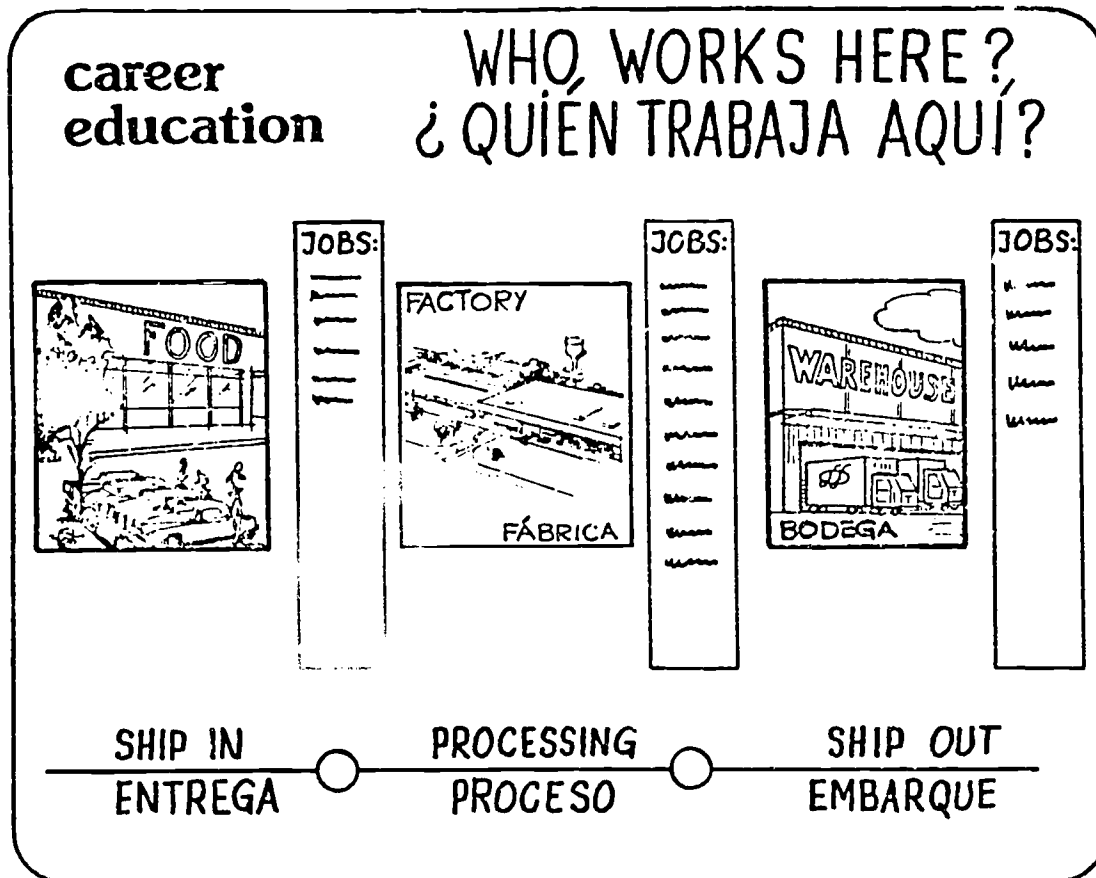 career
education
WHO WORKS HERE?
¿QUIÉN TRABAJA AQUÍ?
JOBS:
JOBS:
JOBS:
FOOD
FACTORY
FÁBRICA
WAREHOUSE
BODEGA
SHIP IN
ENTREGA
PROCESSING
PROCESO
SHIP OUT
EMBARQUE